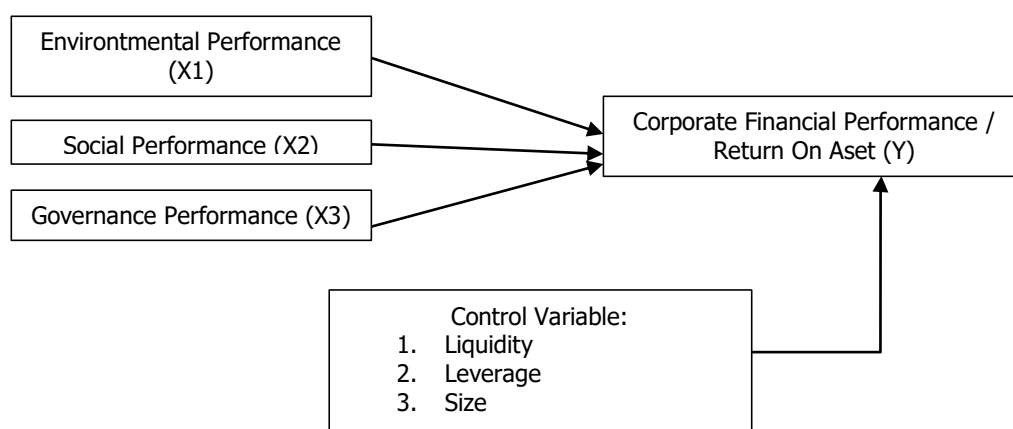 Environtmental Performance
(X1)
Social Performance (X2)
Governance Performance (X3)
Corporate Financial Performance /
Return On Aset (Y)
Control Variable:
1. Liquidity
2. Leverage
3. Size